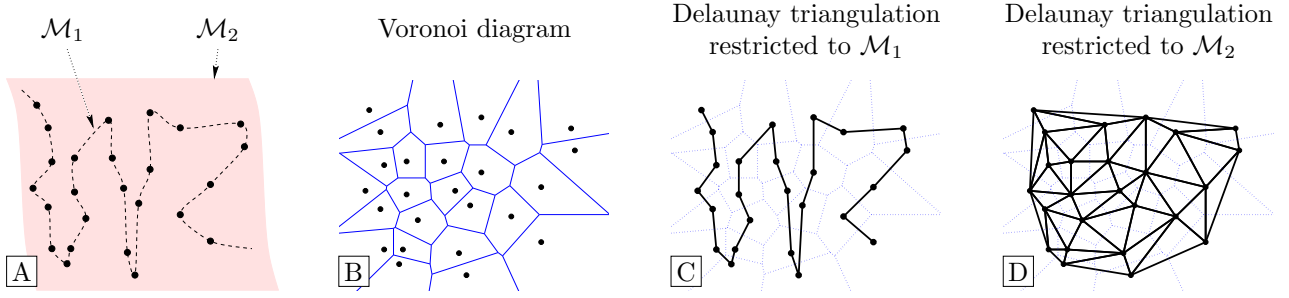 ℳ₁
ℳ₂
A
Voronoi diagram
B
Delaunay triangulation
restricted to ℳ₁
C
Delaunay triangulation
restricted to ℳ₂
D